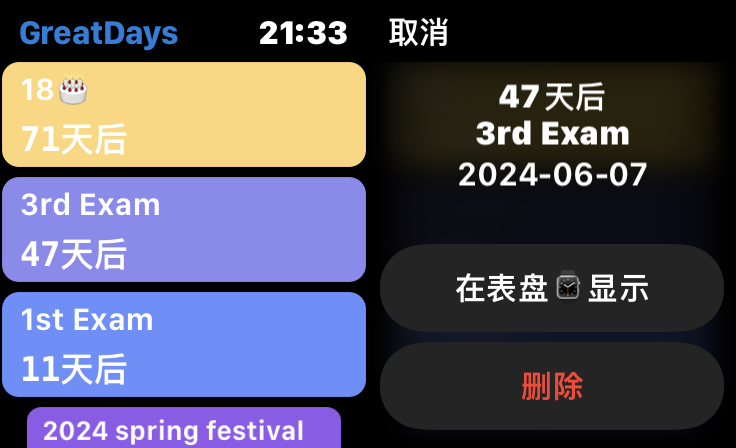 GreatDays 21:33
18🎂
71天后
3rd Exam
47天后
1st Exam
11天后
2024 spring festival
取消
47天后
3rd Exam
2024-06-07
在表盘⌚显示
删除